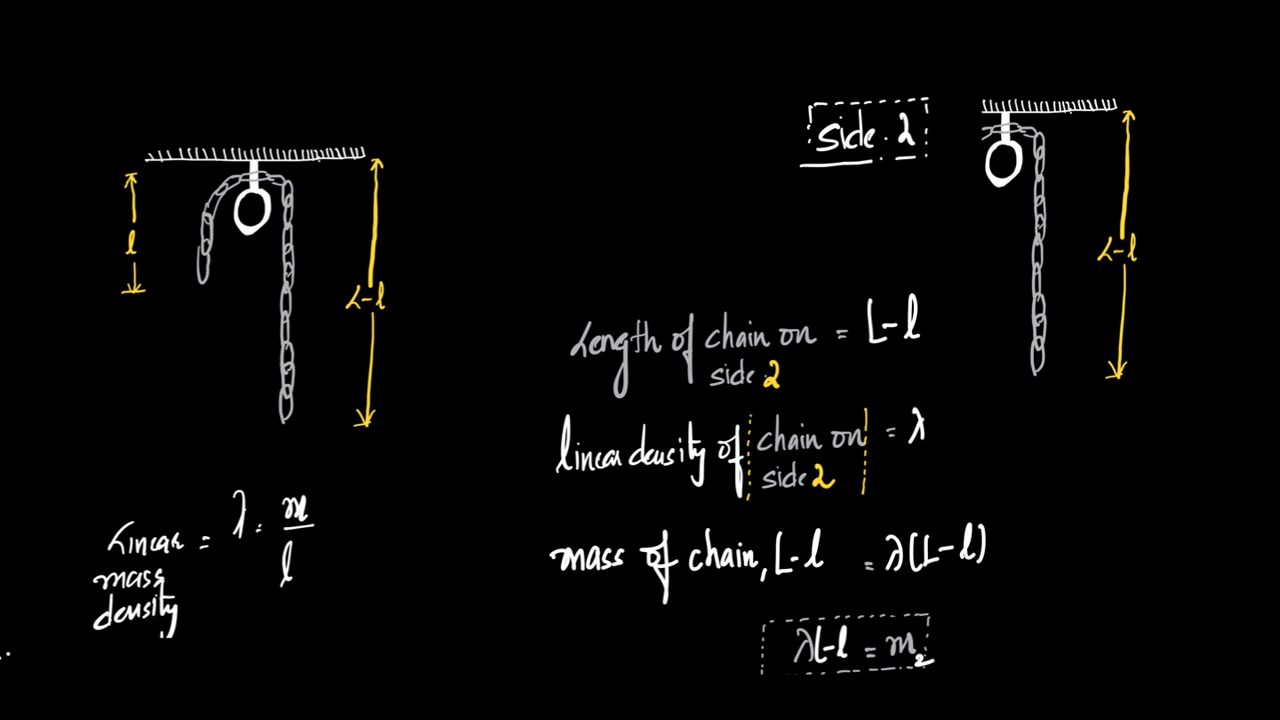 side 2
l
L-l
L-l
Length of chain on = L-l
side 2
linear density of chain on = λ
side 2
Linear = λ = m/l
mass
density
mass of chain, L-l = λ(L-l)
λL-l = m₂